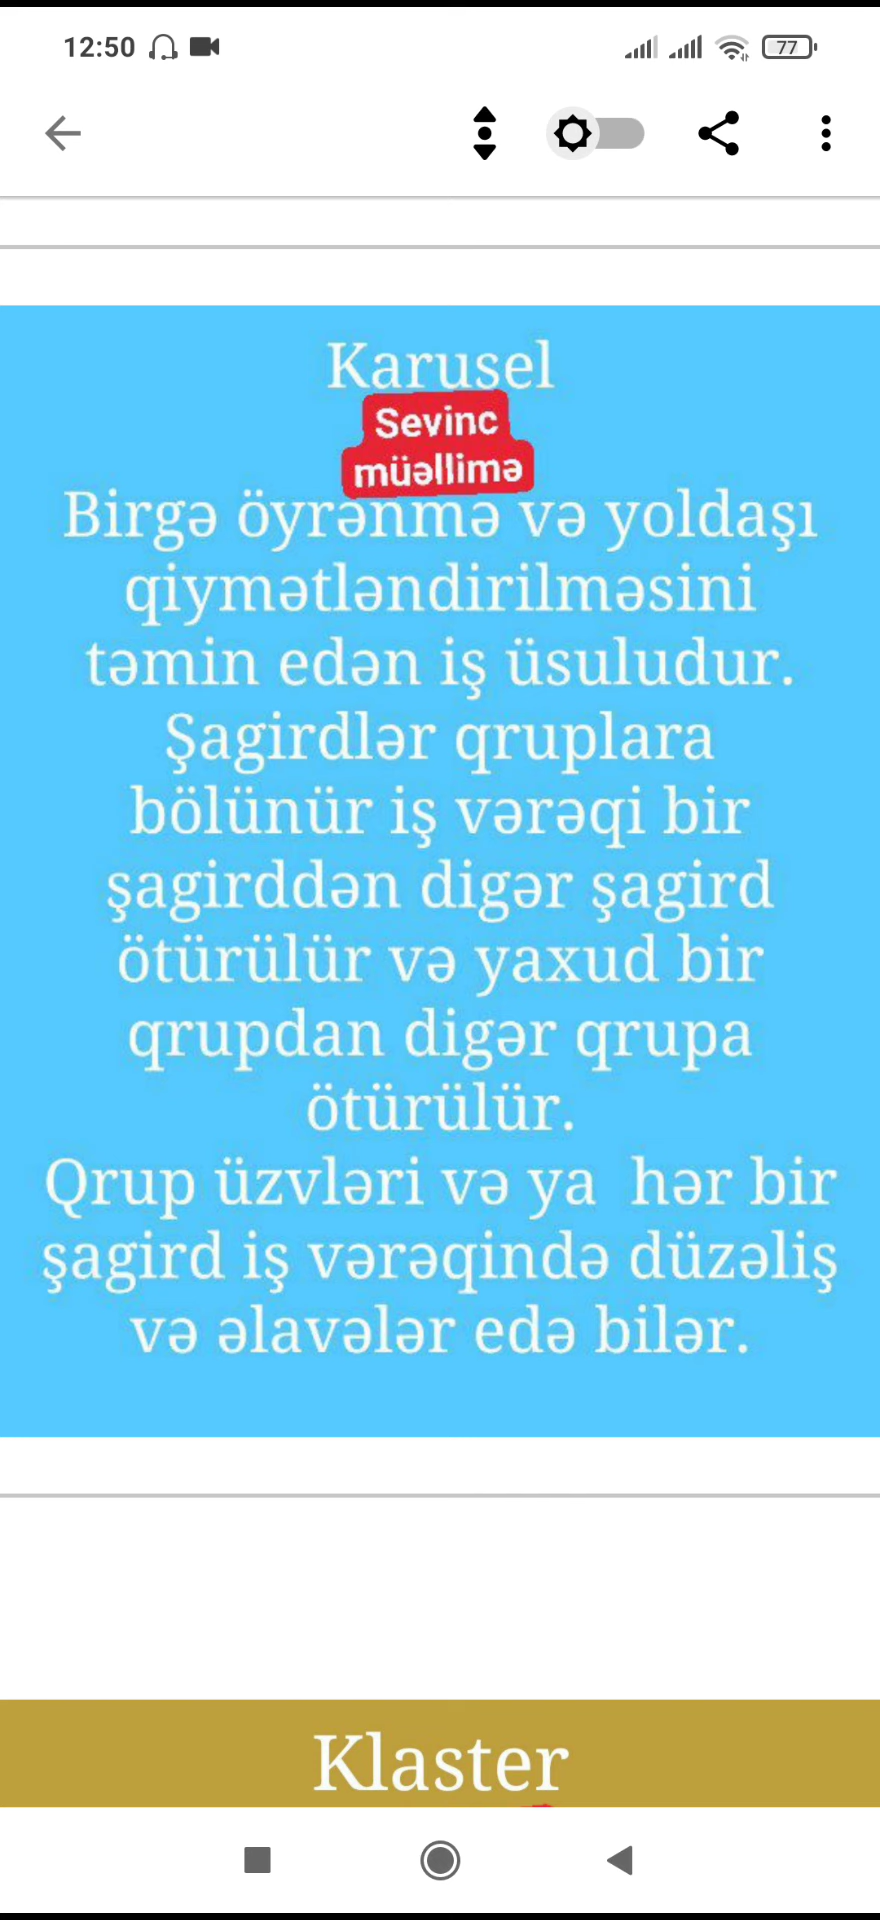 12:50
77
Karusel
Sevinc
müəllimə
Birgə öyrənmə və yoldaşı
qiymətləndirilməsini
təmin edən iş üsuludur.
Şagirdlər qruplara
bölünür iş vərəqi bir
şagirddən digər şagird
ötürülür və yaxud bir
qrupdan digər qrupa
ötürülür.
Qrup üzvləri və ya  hər bir
şagird iş vərəqində düzəliş
və əlavələr edə bilər.
Klaster